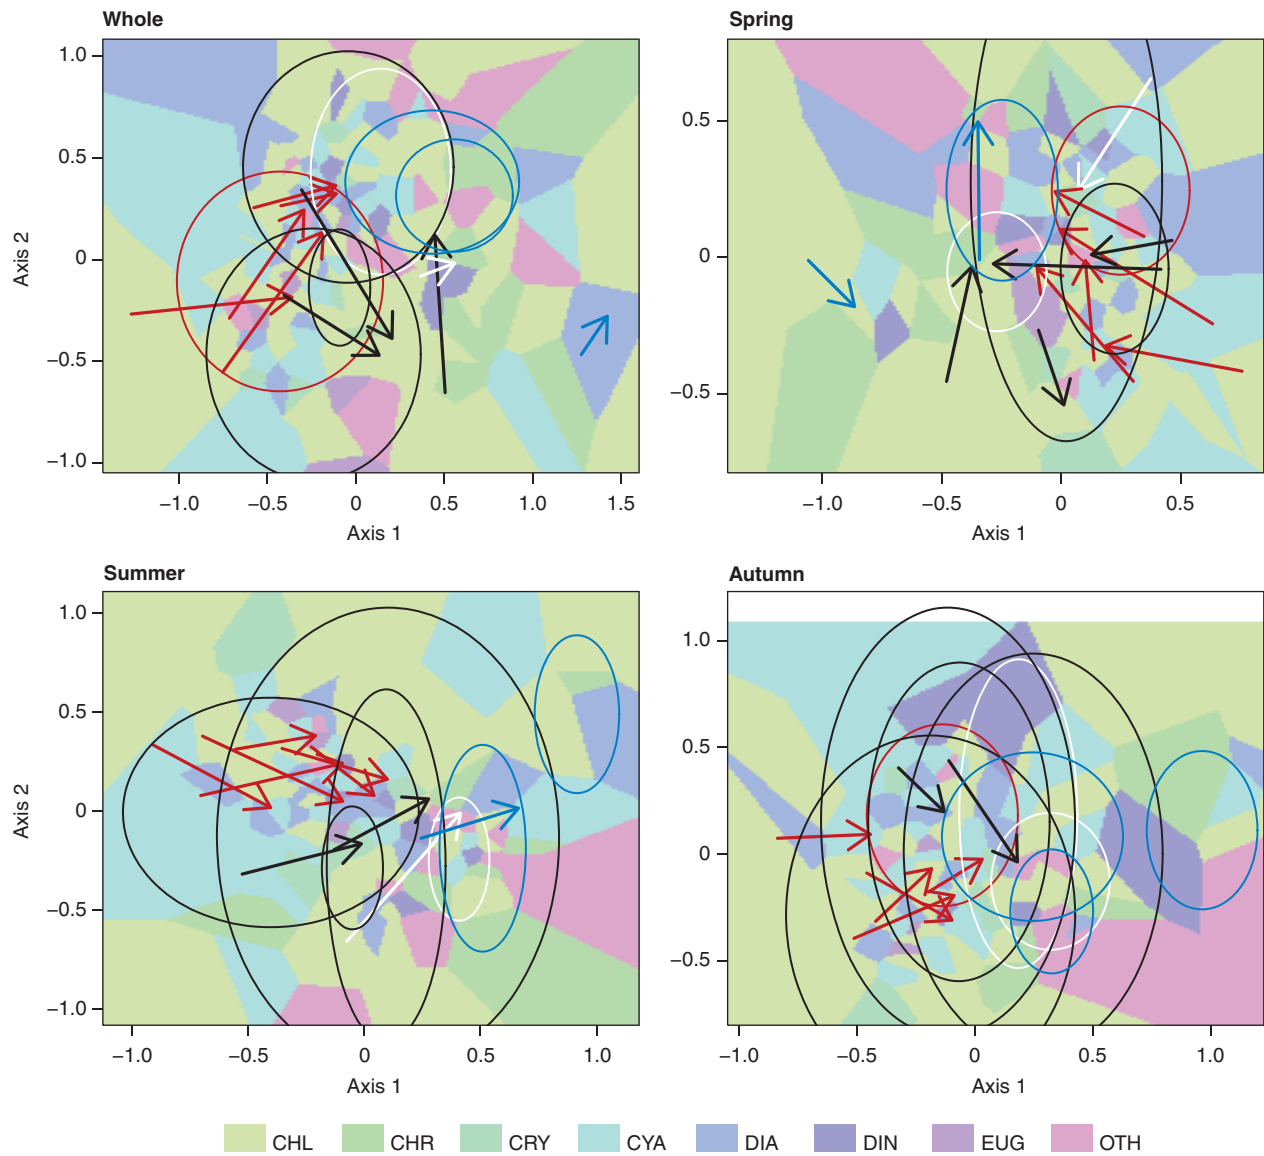 Whole
Spring
1.0
0.5
0
−0.5
−1.0
Axis 2
0.5
0
−0.5
−1.0 −0.5 0 0.5 1.0 1.5
Axis 1
−1.0 −0.5 0 0.5
Axis 1
Summer
Autumn
1.0
0.5
0
−0.5
−1.0
Axis 2
1.0
0.5
0
−0.5
−1.0 −0.5 0 0.5 1.0
Axis 1
−1.0 −0.5 0 0.5 1.0
Axis 1
CHL CHR CRY CYA DIA DIN EUG OTH